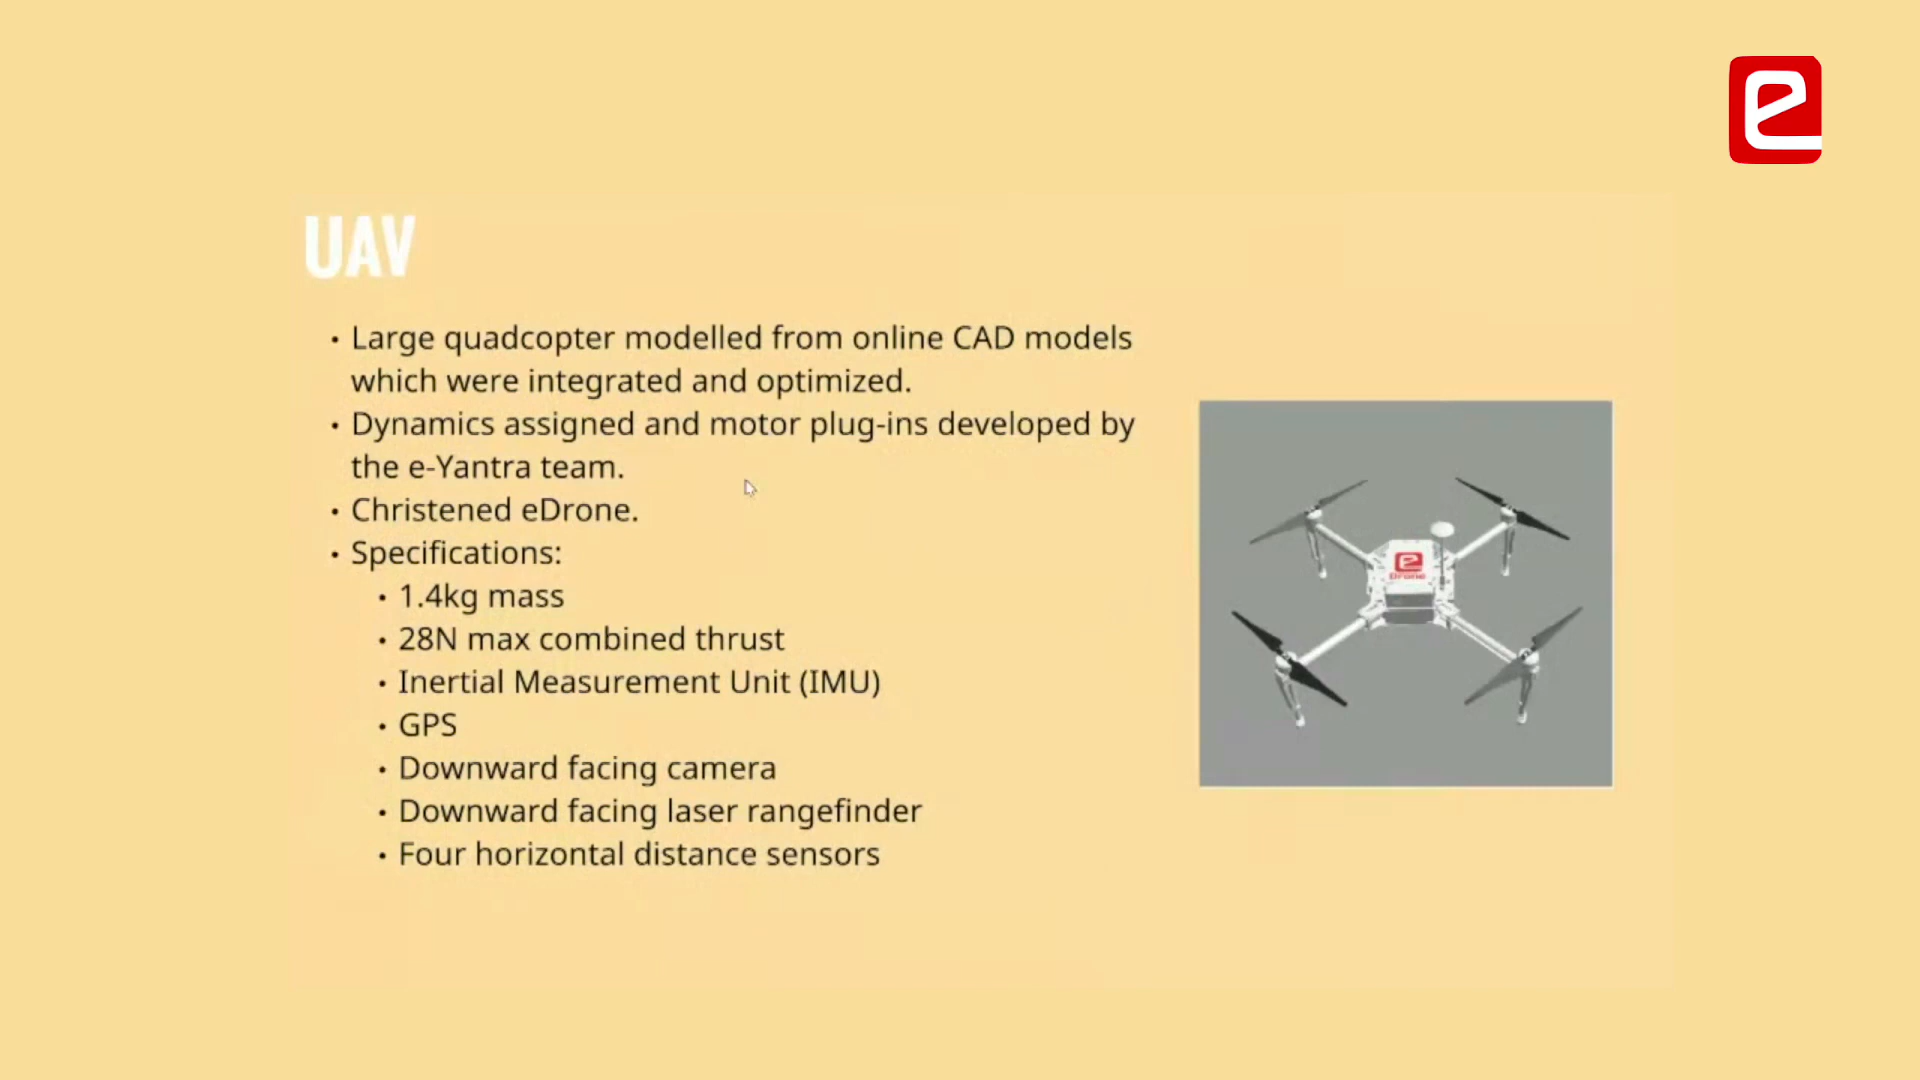 e
UAV
• Large quadcopter modelled from online CAD models
which were integrated and optimized.
• Dynamics assigned and motor plug-ins developed by
the e-Yantra team.
• Christened eDrone.
• Specifications:
• 1.4kg mass
• 28N max combined thrust
• Inertial Measurement Unit (IMU)
• GPS
• Downward facing camera
• Downward facing laser rangefinder
• Four horizontal distance sensors
e
Drone